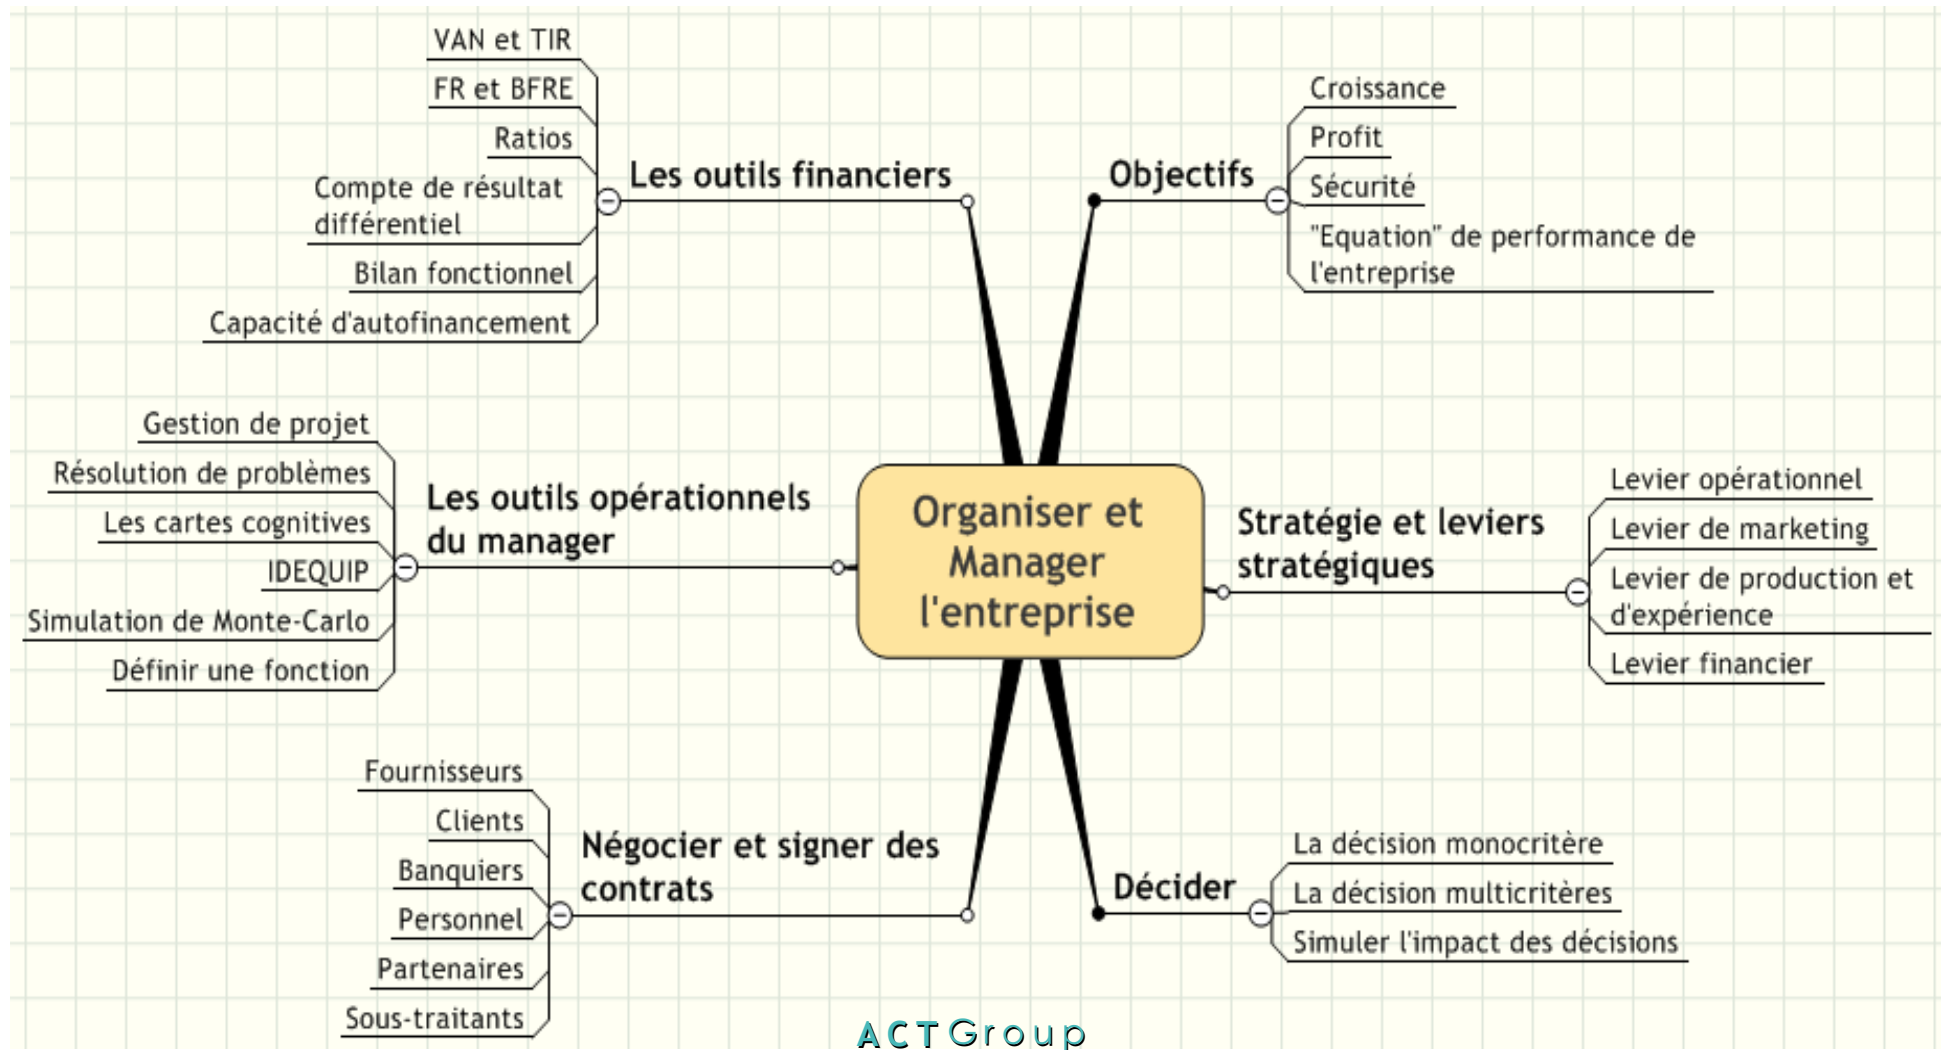 VAN et TIR
FR et BFRE
Ratios
Compte de résultat
différentiel
Bilan fonctionnel
Capacité d'autofinancement
Les outils financiers
Objectifs
Croissance
Profit
Sécurité
"Equation" de performance de
l'entreprise
Gestion de projet
Résolution de problèmes
Les cartes cognitives
IDEQUIP
Simulation de Monte-Carlo
Définir une fonction
Les outils opérationnels
du manager
Organiser et
Manager
l'entreprise
Stratégie et leviers
stratégiques
Levier opérationnel
Levier de marketing
Levier de production et
d'expérience
Levier financier
Fournisseurs
Clients
Banquiers
Personnel
Partenaires
Sous-traitants
Négocier et signer des
contrats
Décider
La décision monocritère
La décision multicritères
Simuler l'impact des décisions
ACTGroup